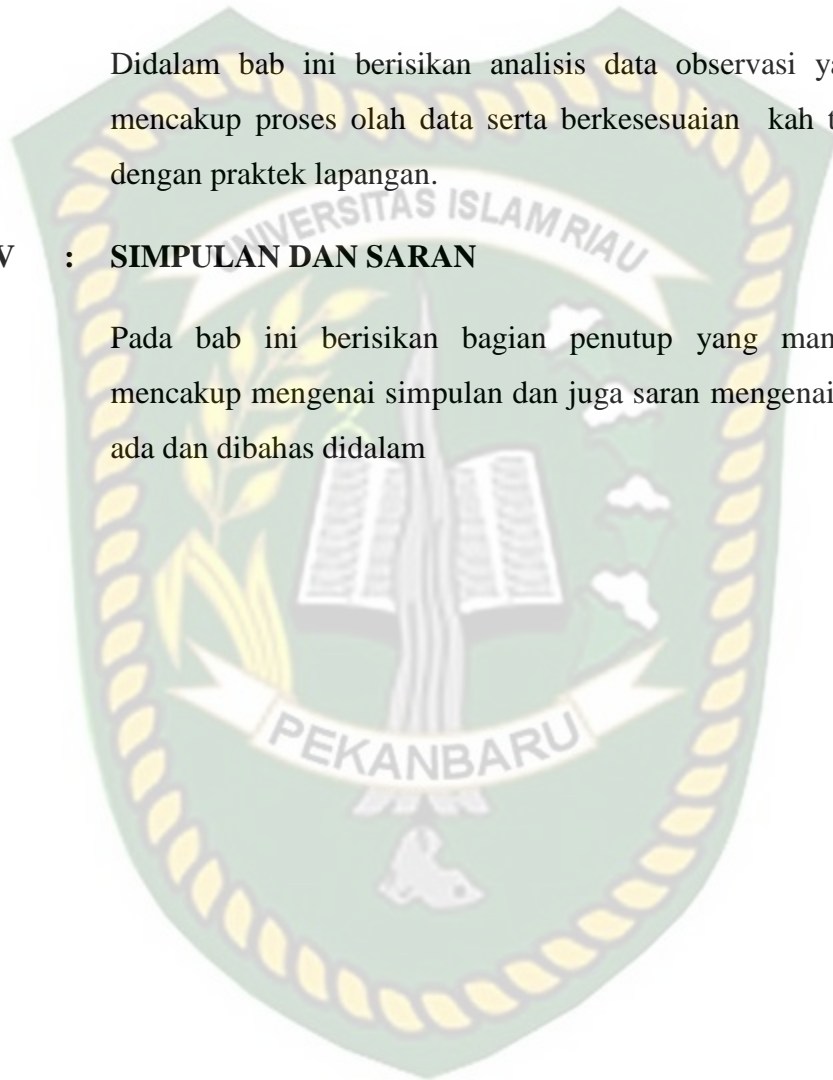 Didalam bab ini berisikan analisis data observasi ya
mencakup proses olah data serta berkesesuaian kah t
dengan praktek lapangan.
UNIVERSITAS ISLAM RIAU
V : SIMPULAN DAN SARAN
Pada bab ini berisikan bagian penutup yang man
mencakup mengenai simpulan dan juga saran mengenai
ada dan dibahas didalam
PEKANBARU